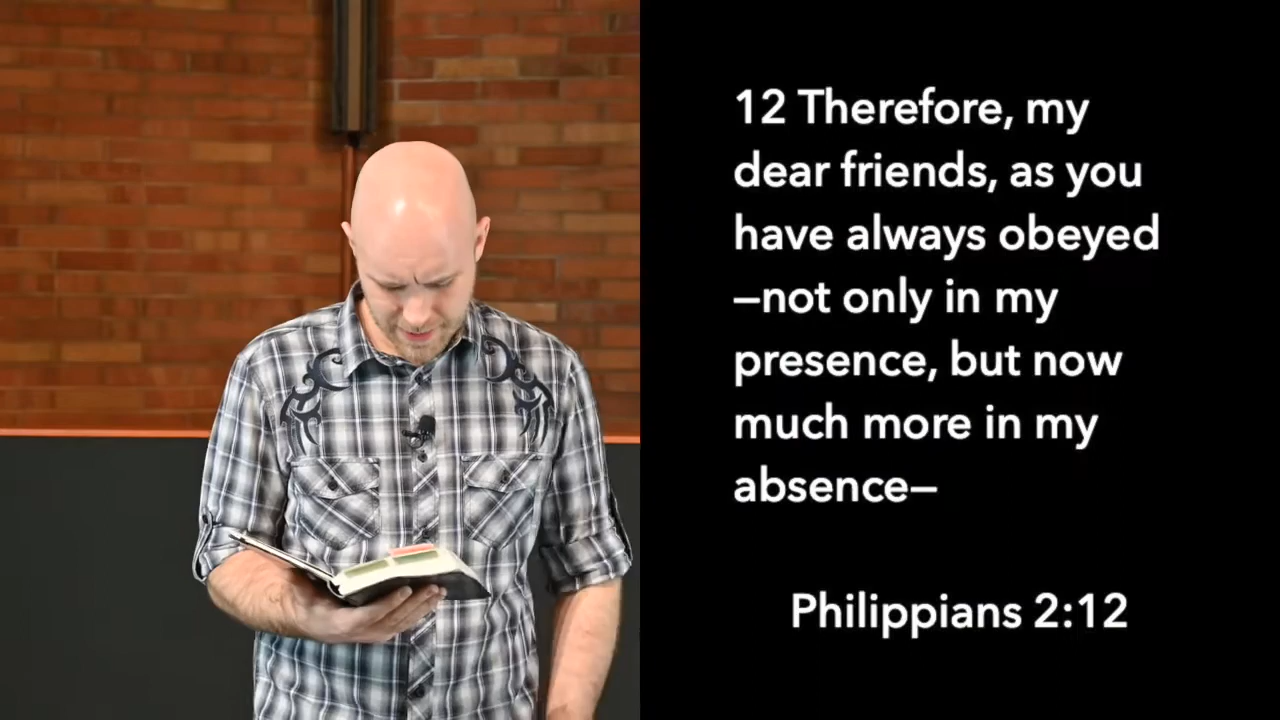 12 Therefore, my
dear friends, as you
have always obeyed
—not only in my
presence, but now
much more in my
absence—
Philippians 2:12